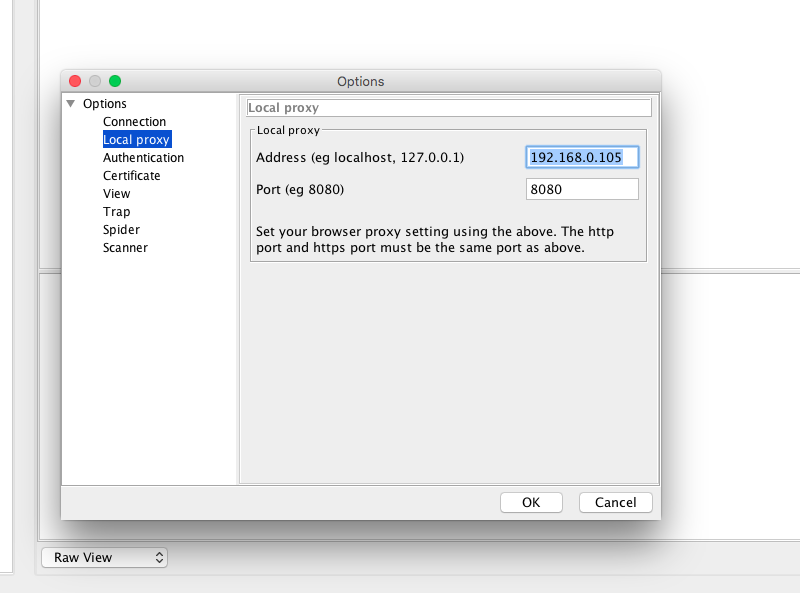 Options
Options
Connection
Local proxy
Authentication
Certificate
View
Trap
Spider
Scanner
Local proxy
Local proxy
Address (eg localhost, 127.0.0.1)
192.168.0.105
Port (eg 8080)
8080
Set your browser proxy setting using the above. The http
port and https port must be the same port as above.
OK
Cancel
Raw View